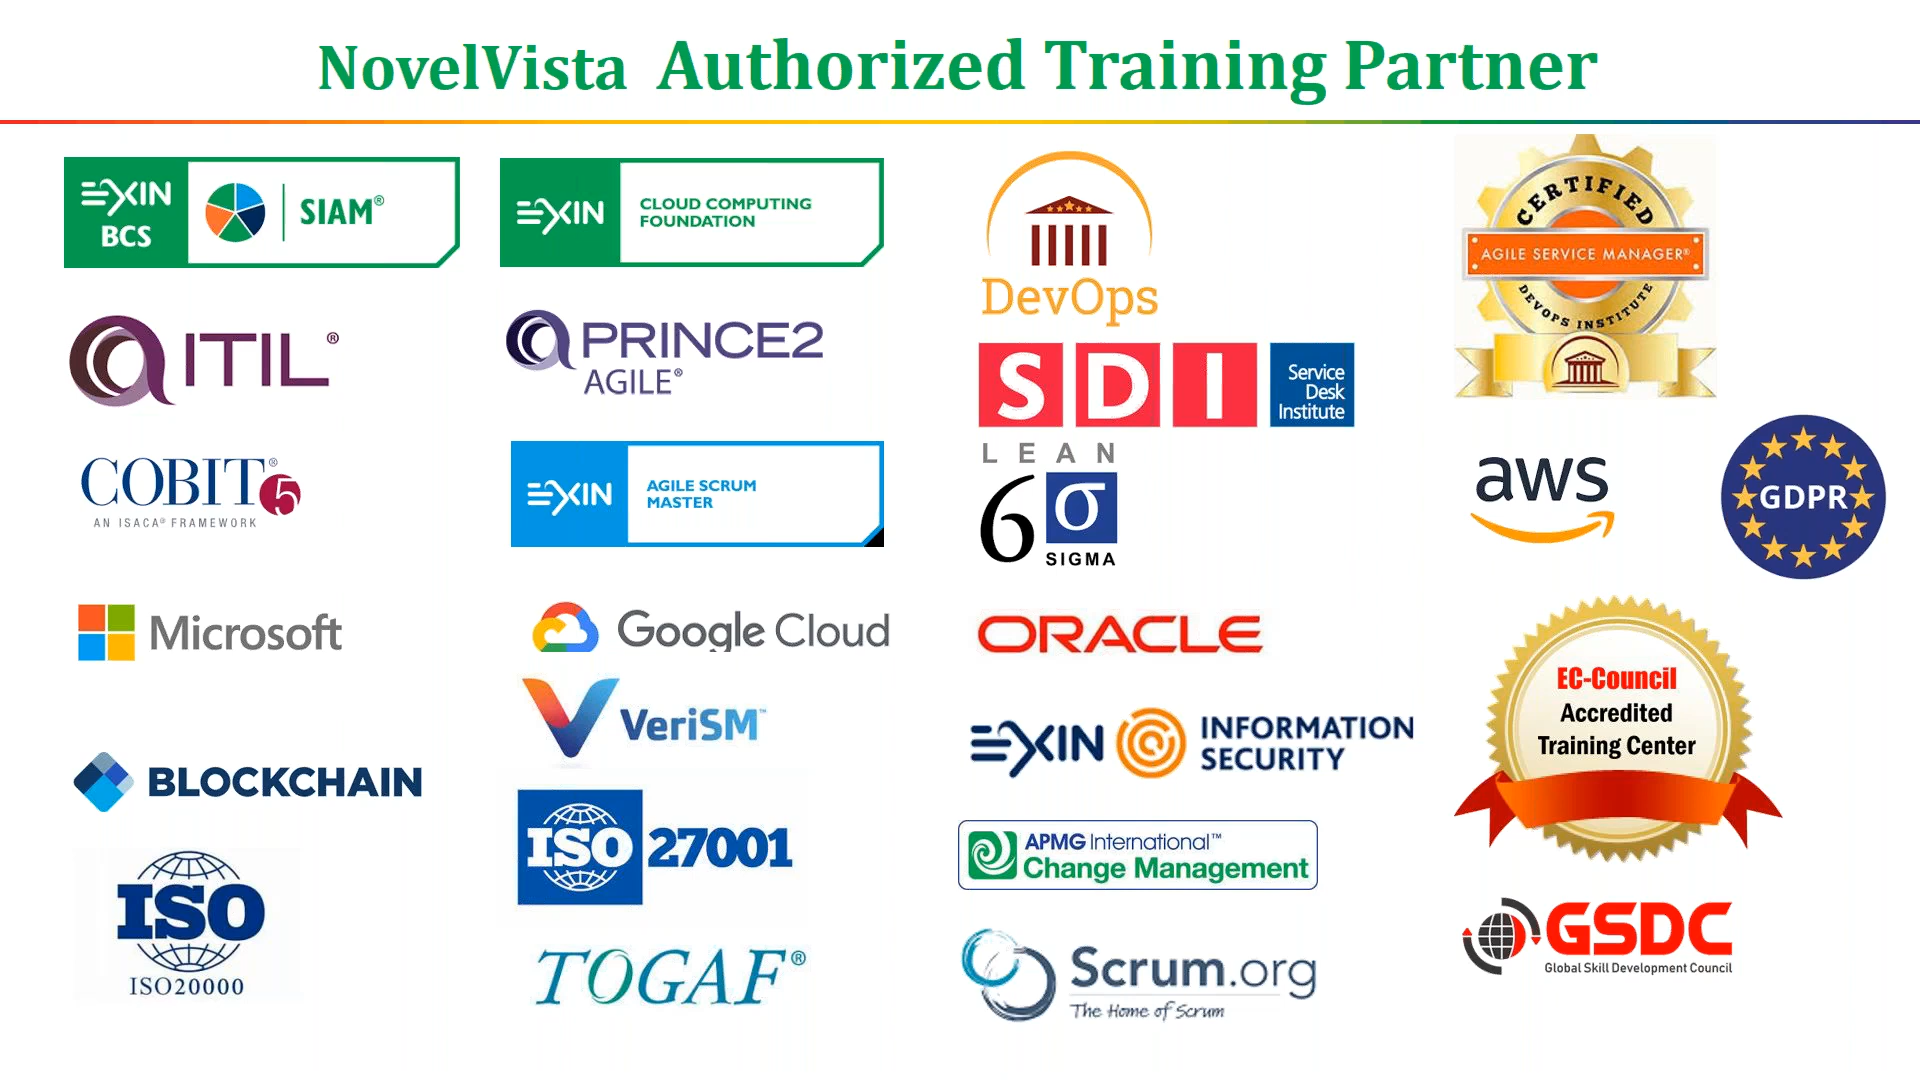 NovelVista Authorized Training Partner
EXIN
BCS
SIAM®
ITIL®
COBIT® 5
AN ISACA® FRAMEWORK
Microsoft
BLOCKCHAIN
ISO
ISO20000
EXIN
CLOUD COMPUTING
FOUNDATION
PRINCE2
AGILE®
EXIN
AGILE SCRUM
MASTER
Google Cloud
VeriSM™
ISO 27001
TOGAF®
DevOps
SDI
Service
Desk
Institute
LEAN
6σ
SIGMA
ORACLE
EXIN
INFORMATION
SECURITY
APMG International™
Change Management
Scrum.org
The Home of Scrum
CERTIFIED
AGILE SERVICE MANAGER®
DEVOPS INSTITUTE
aws
GDPR
EC-Council
Accredited
Training Center
GSDC
Global Skill Development Council